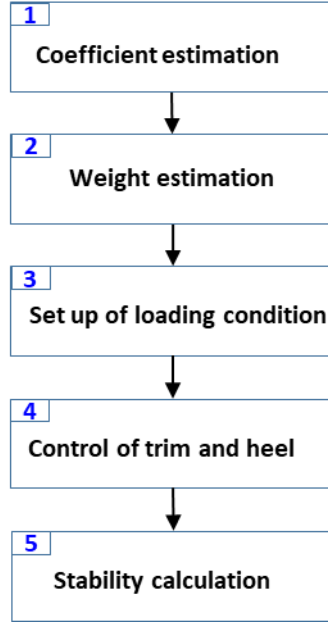 1
Coefficient estimation
2
Weight estimation
3
Set up of loading condition
4
Control of trim and heel
5
Stability calculation